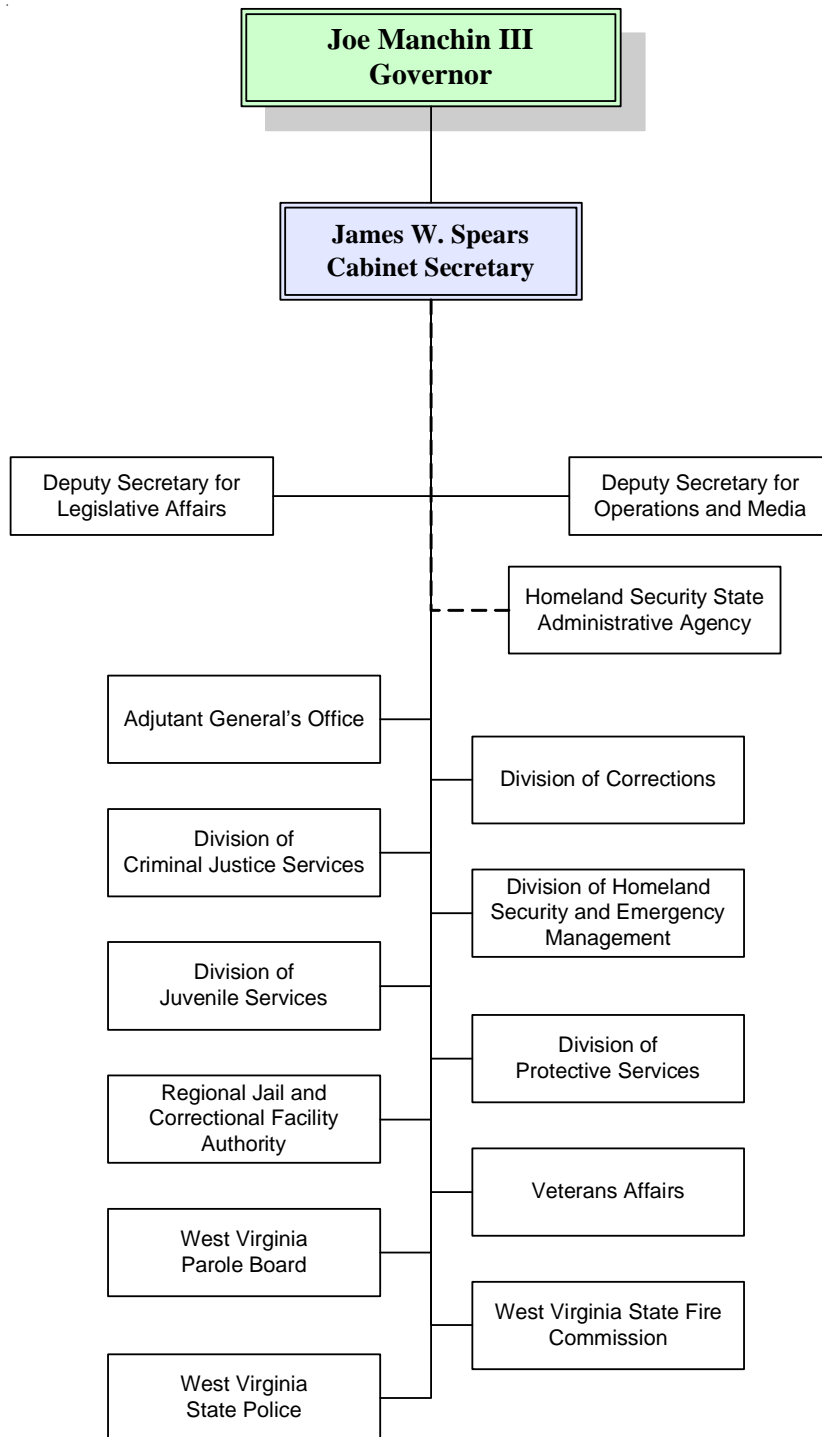 Joe Manchin III
Governor
James W. Spears
Cabinet Secretary
Deputy Secretary for
Legislative Affairs
Deputy Secretary for
Operations and Media
Homeland Security State
Administrative Agency
Adjutant General's Office
Division of Corrections
Division of
Criminal Justice Services
Division of Homeland
Security and Emergency
Management
Division of
Juvenile Services
Division of
Protective Services
Regional Jail and
Correctional Facility
Authority
Veterans Affairs
West Virginia
Parole Board
West Virginia State Fire
Commission
West Virginia
State Police